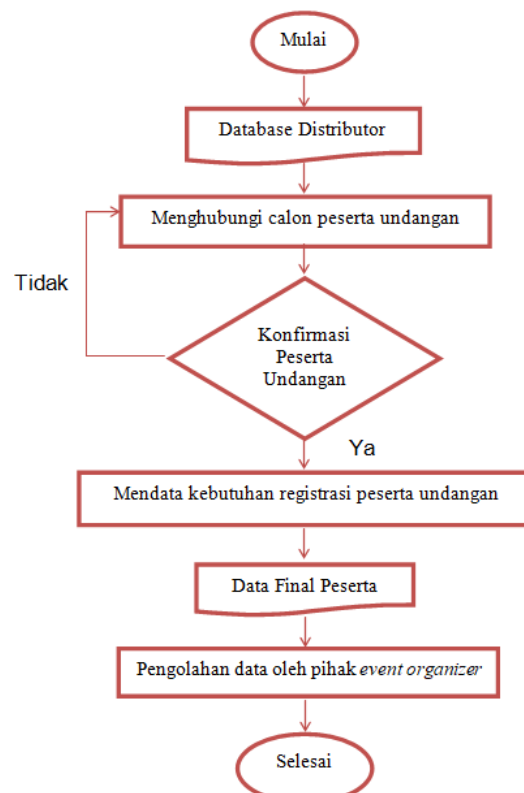 Mulai
Database Distributor
Menghubungi calon peserta undangan
Tidak
Konfirmasi
Peserta
Undangan
Ya
Mendata kebutuhan registrasi peserta undangan
Data Final Peserta
Pengolahan data oleh pihak event organizer
Selesai